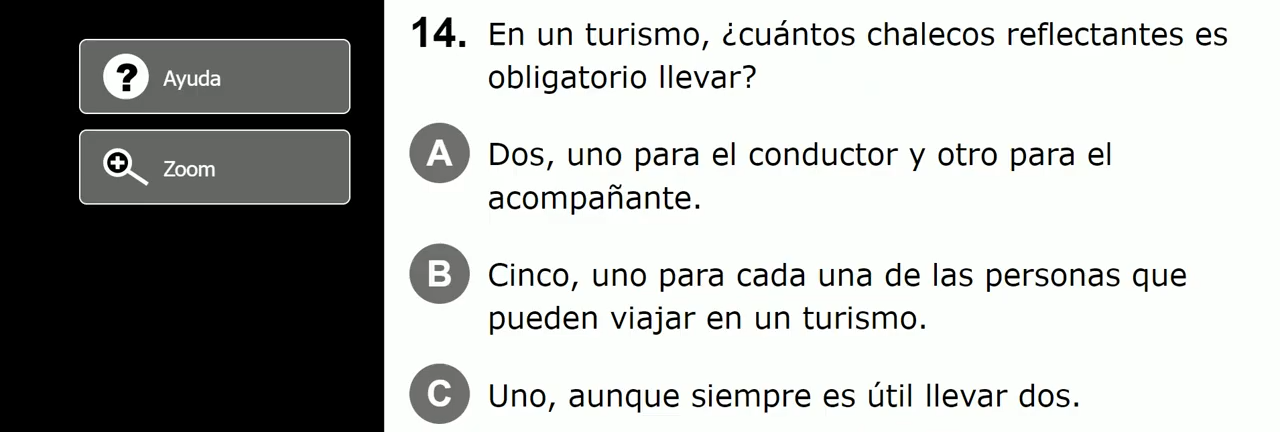 Ayuda
Zoom
14. En un turismo, ¿cuántos chalecos reflectantes es
obligatorio llevar?
A Dos, uno para el conductor y otro para el
acompañante.
B Cinco, uno para cada una de las personas que
pueden viajar en un turismo.
C Uno, aunque siempre es útil llevar dos.